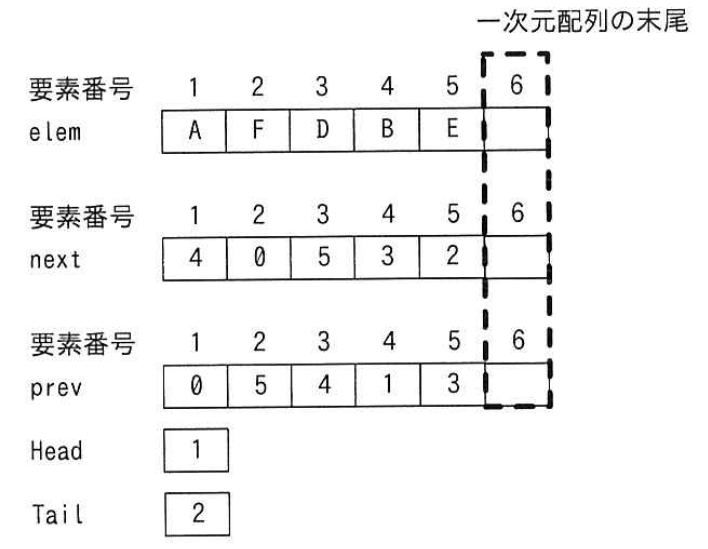 一次元配列の末尾
要素番号 1 2 3 4 5 6
elem A F D B E
要素番号 1 2 3 4 5 6
next 4 0 5 3 2
要素番号 1 2 3 4 5 6
prev 0 5 4 1 3
Head 1
Tail 2